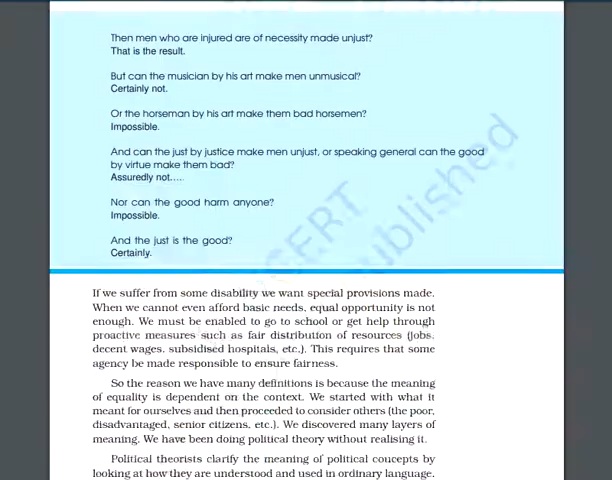 Then men who are injured are of necessity made unjust?
That is the result.
But can the musician by his art make men unmusical?
Certainly not.
Or the horseman by his art make them bad horsemen?
Impossible.
And can the just by justice make men unjust, or speaking general can the good
by virtue make them bad?
Assuredly not.....
Nor can the good harm anyone?
Impossible.
And the just is the good?
Certainly.
If we suffer from some disability we want special provisions made.
When we cannot even afford basic needs, equal opportunity is not
enough. We must be enabled to go to school or get help through
proactive measures such as fair distribution of resources (jobs,
decent wages, subsidised hospitals, etc.). This requires that some
agency be made responsible to ensure fairness.
So the reason we have many definitions is because the meaning
of equality is dependent on the context. We started with what it
meant for ourselves and then proceeded to consider others (the poor,
disadvantaged, senior citizens, etc.). We discovered many layers of
meaning. We have been doing political theory without realising it.
Political theorists clarify the meaning of political concepts by
looking at how they are understood and used in ordinary language.